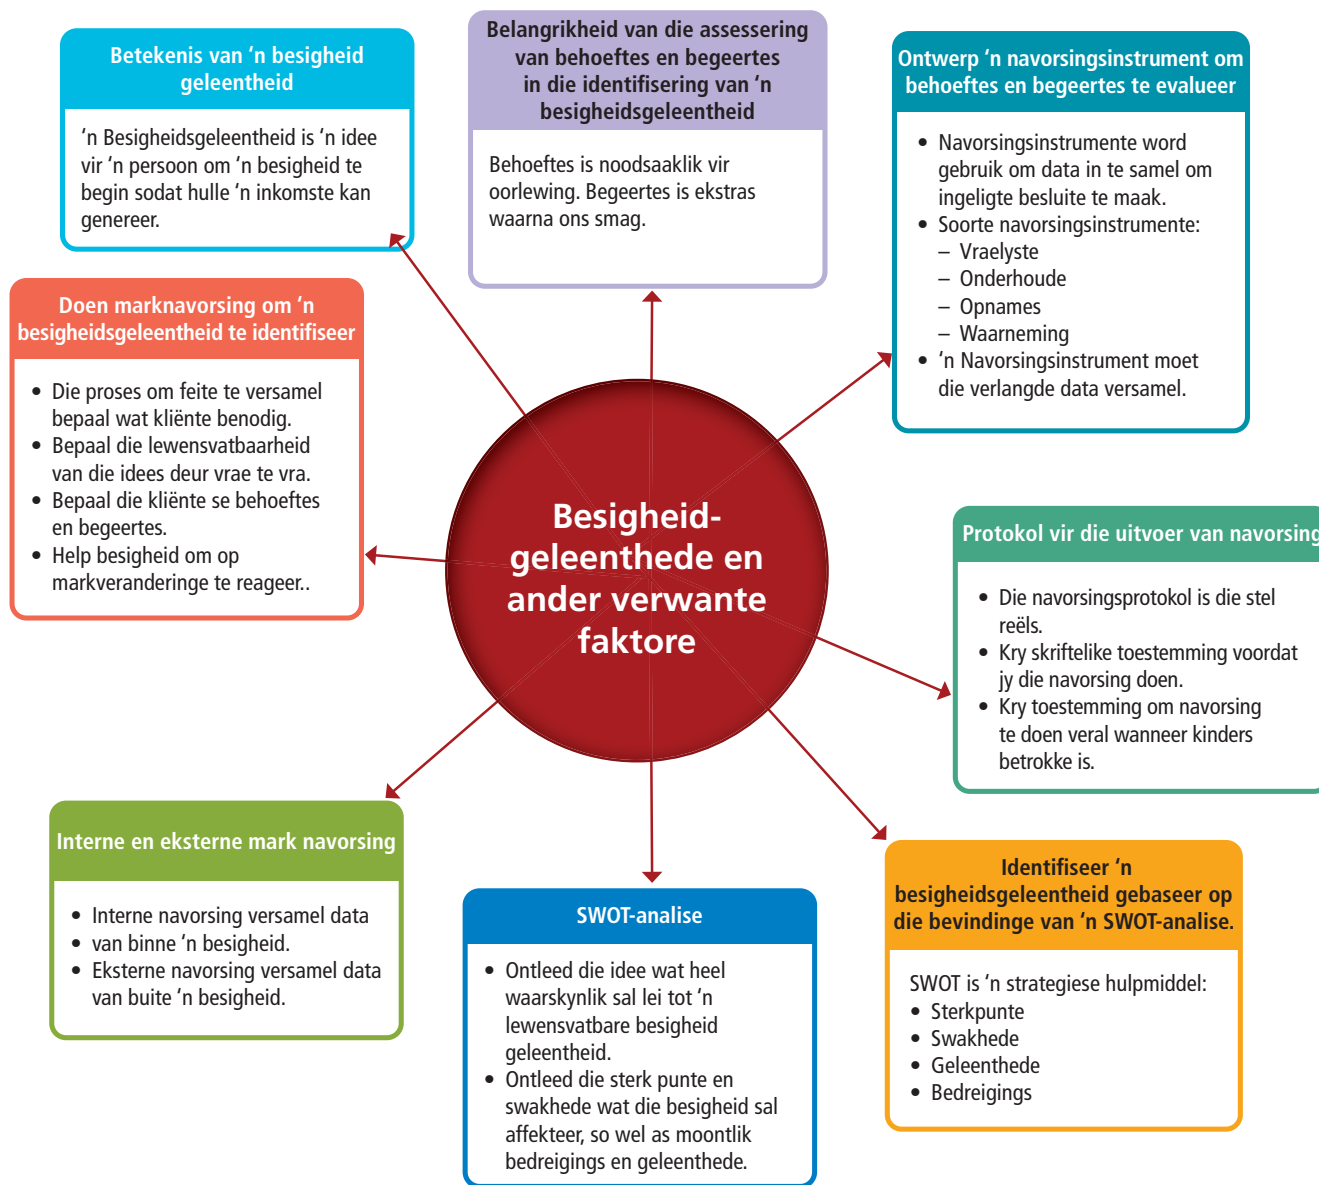 Betekenis van ‘n besigheid
geleentheid
‘n Besigheidsgeleentheid is ‘n idee
vir ‘n persoon om ‘n besigheid te
begin sodat hulle ‘n inkomste kan
genereer.
Belangrikheid van die assessering
van behoeftes en begeertes
in die identifisering van ‘n
besigheidsgeleentheid
Behoeftes is noodsaaklik vir
oorlewing. Begeertes is ekstras
waarna ons smag.
Ontwerp ‘n navorsingsinstrument om
behoeftes en begeertes te evalueer
• Navorsingsinstrumente word
gebruik om data in te samel om
ingeligte besluite te maak.
• Soorte navorsingsinstrumente:
– Vraelyste
– Onderhoude
– Opnames
– Waarneming
• ‘n Navorsingsinstrument moet
die verlangde data versamel.
Doen marknavorsing om ‘n
besigheidsgeleentheid te identifiseer
• Die proses om feite te versamel
bepaal wat kliënte benodig.
• Bepaal die lewensvatbaarheid
van die idees deur vrae te vra.
• Bepaal die kliënte se behoeftes
en begeertes.
• Help besigheid om op
markveranderinge te reageer..
Besigheid-
geleenthede en
ander verwante
faktore
Protokol vir die uitvoer van navorsing
• Die navorsingsprotokol is die stel
reëls.
• Kry skriftelike toestemming voordat
jy die navorsing doen.
• Kry toestemming om navorsing
te doen veral wanneer kinders
betrokke is.
Interne en eksterne mark navorsing
• Interne navorsing versamel data
• van binne ‘n besigheid.
• Eksterne navorsing versamel data
van buite ‘n besigheid.
SWOT-analise
• Ontleed die idee wat heel
waarskynlik sal lei tot ‘n
lewensvatbare besigheid
geleentheid.
• Ontleed die sterk punte en
swakhede wat die besigheid sal
affekteer, so wel as moontlik
bedreigings en geleenthede.
Identifiseer ‘n
besigheidsgeleentheid gebaseer op
die bevindinge van ‘n SWOT-analise.
SWOT is ‘n strategiese hulpmiddel:
• Sterkpunte
• Swakhede
• Geleenthede
• Bedreigings